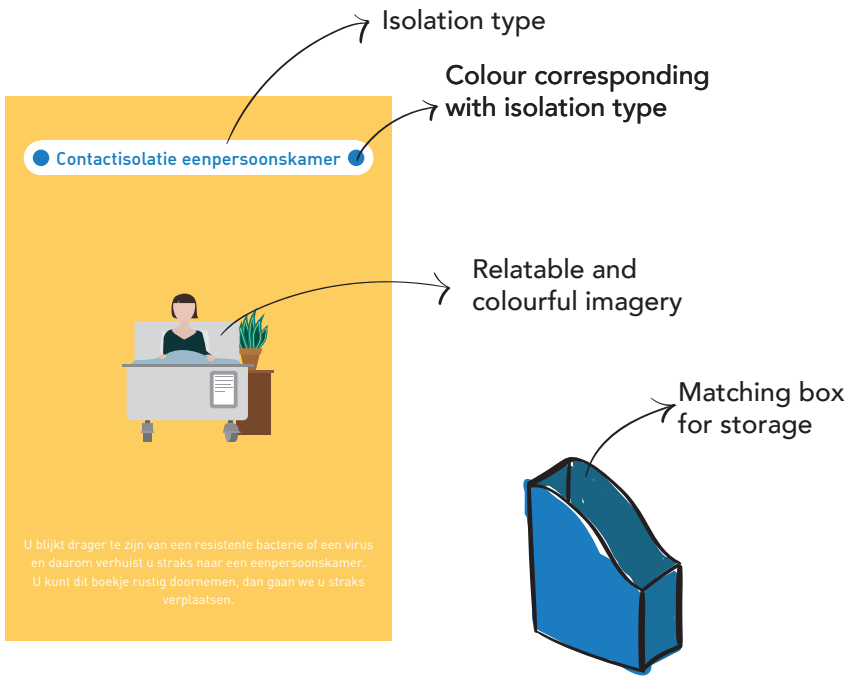 Isolation type
Colour corresponding
with isolation type
Contactisolatie eenpersoonskamer
Relatable and
colourful imagery
Matching box
for storage
U blijkt drager te zijn van een resistente bacterie of een virus
en daarom verhuist u straks naar een eenpersoonskamer.
U kunt dit boekje rustig doornemen, dan gaan we u straks
verplaatsen.